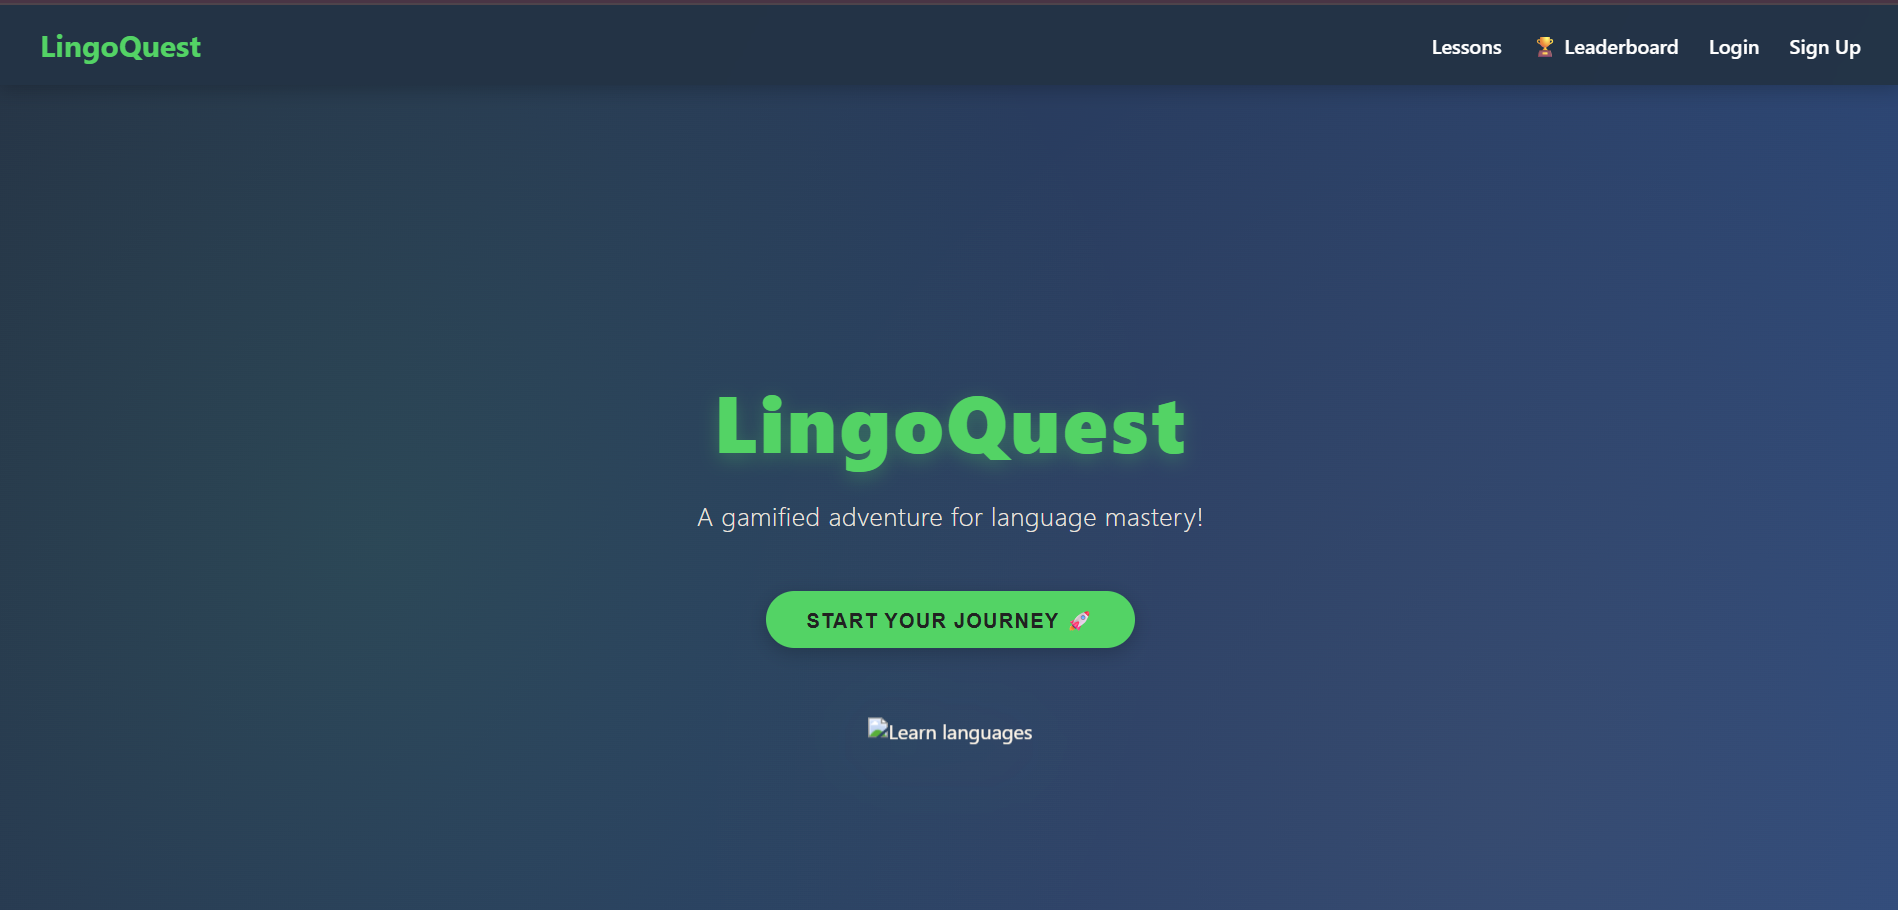 LingoQuest
Lessons
🏆 Leaderboard
Login
Sign Up
LingoQuest
A gamified adventure for language mastery!
START YOUR JOURNEY 🚀
Learn languages